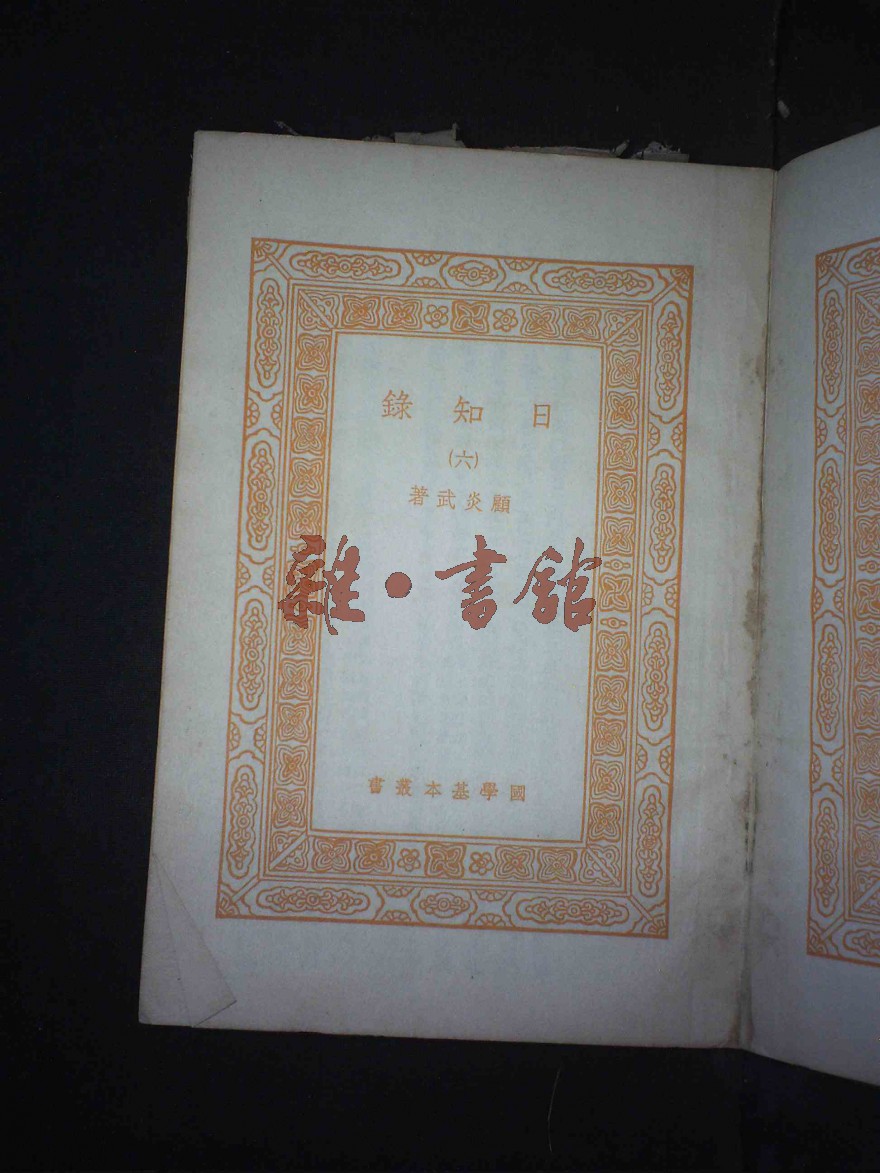 日知錄
(六)
顧炎武著
雜·書館
國學基本叢書